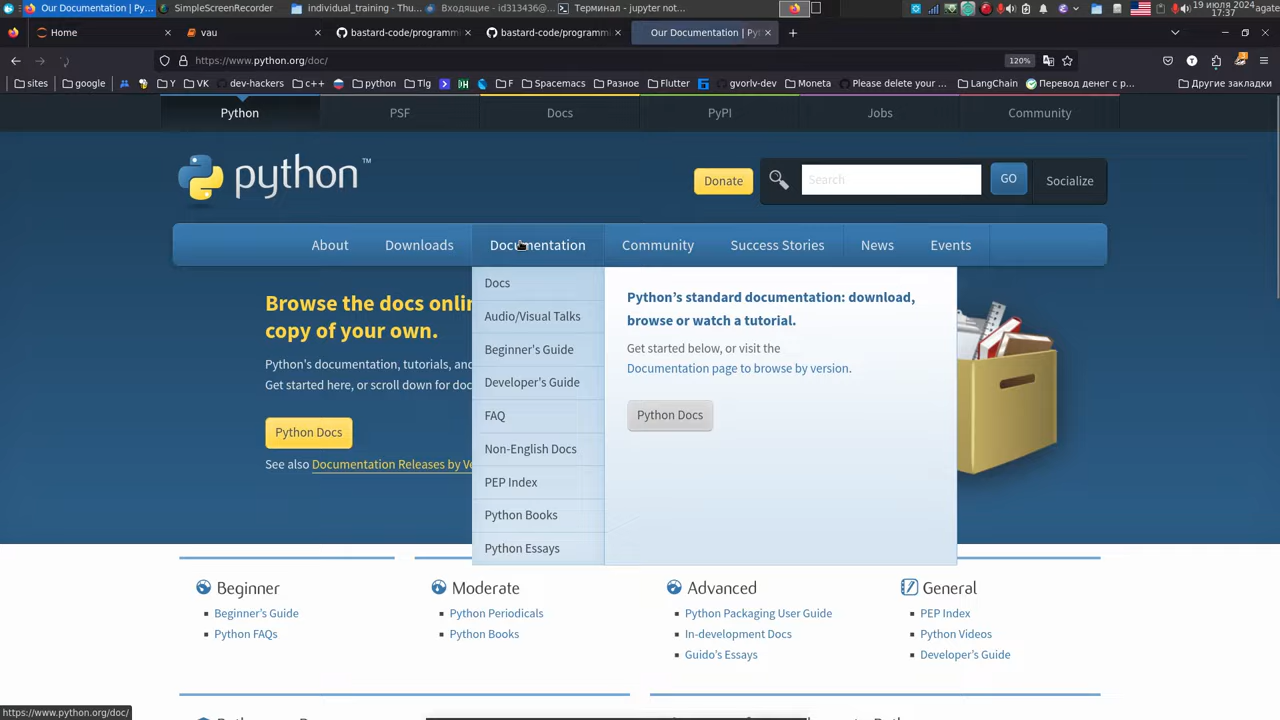 Our Documentation | Py...
SimpleScreenRecorder
individual_training - Thu...
Входящие - id313436@...
Терминал - jupyter not...
19 июля 2024
17:37
agate
Home
vau
bastard-code/programm
bastard-code/programm
Our Documentation | Py
https://www.python.org/doc/
120%
sites
google
Y
VK
dev-hackers
c++
python
Tlg
F
Spacemacs
Разное
Flutter
gvorlv-dev
Moneta
Please delete your ...
LangChain
Перевод денег с р...
Другие закладки
Python
PSF
Docs
PyPI
Jobs
Community
python™
Donate
Search
GO
Socialize
About
Downloads
Documentation
Community
Success Stories
News
Events
Browse the docs onlin
copy of your own.
Python's documentation, tutorials, and
Get started here, or scroll down for doc
Python Docs
See also Documentation Releases by Ve
Docs
Audio/Visual Talks
Beginner's Guide
Developer's Guide
FAQ
Non-English Docs
PEP Index
Python Books
Python Essays
Python's standard documentation: download,
browse or watch a tutorial.
Get started below, or visit the
Documentation page to browse by version.
Python Docs
Beginner
Beginner's Guide
Python FAQs
Moderate
Python Periodicals
Python Books
Advanced
Python Packaging User Guide
In-development Docs
Guido's Essays
General
PEP Index
Python Videos
Developer's Guide
https://www.python.org/doc/